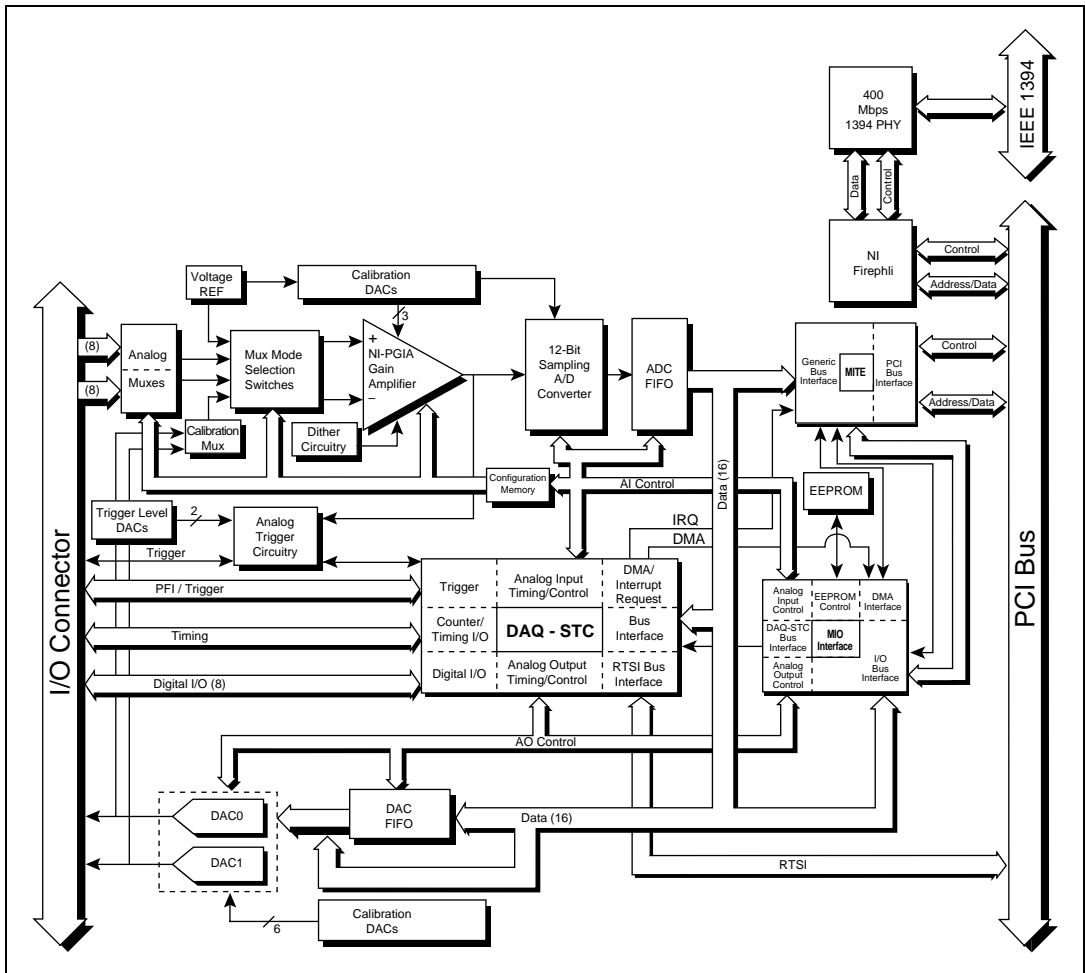 400
Mbps
1394 PHY
IEEE 1394
Data
Control
NI
Firephli
Control
Address/Data
Voltage
REF
Calibration
DACs
3
(8)
(8)
Analog
Muxes
Mux Mode
Selection
Switches
+
NI-PGIA
Gain
Amplifier
–
12-Bit
Sampling
A/D
Converter
ADC
FIFO
Generic
Bus
Interface
MITE
PCI
Bus
Interface
Control
Address/Data
Calibration
Mux
Dither
Circuitry
Configuration
Memory
AI Control
Data (16)
EEPROM
Trigger Level
DACs
2
Analog
Trigger
Circuitry
IRQ
DMA
Trigger
PFI / Trigger
Timing
Digital I/O (8)
I/O Connector
PCI Bus
Trigger
Analog Input
Timing/Control
DMA/
Interrupt
Request
Counter/
Timing I/O
DAQ - STC
Bus
Interface
Digital I/O
Analog Output
Timing/Control
RTSI Bus
Interface
Analog
Input
Control
EEPROM
Control
DMA
Interface
DAQ-STC
Bus
Interface
MIO
Interface
I/O
Bus
Interface
Analog
Output
Control
AO Control
DAC0
DAC
FIFO
Data (16)
DAC1
RTSI
6
Calibration
DACs